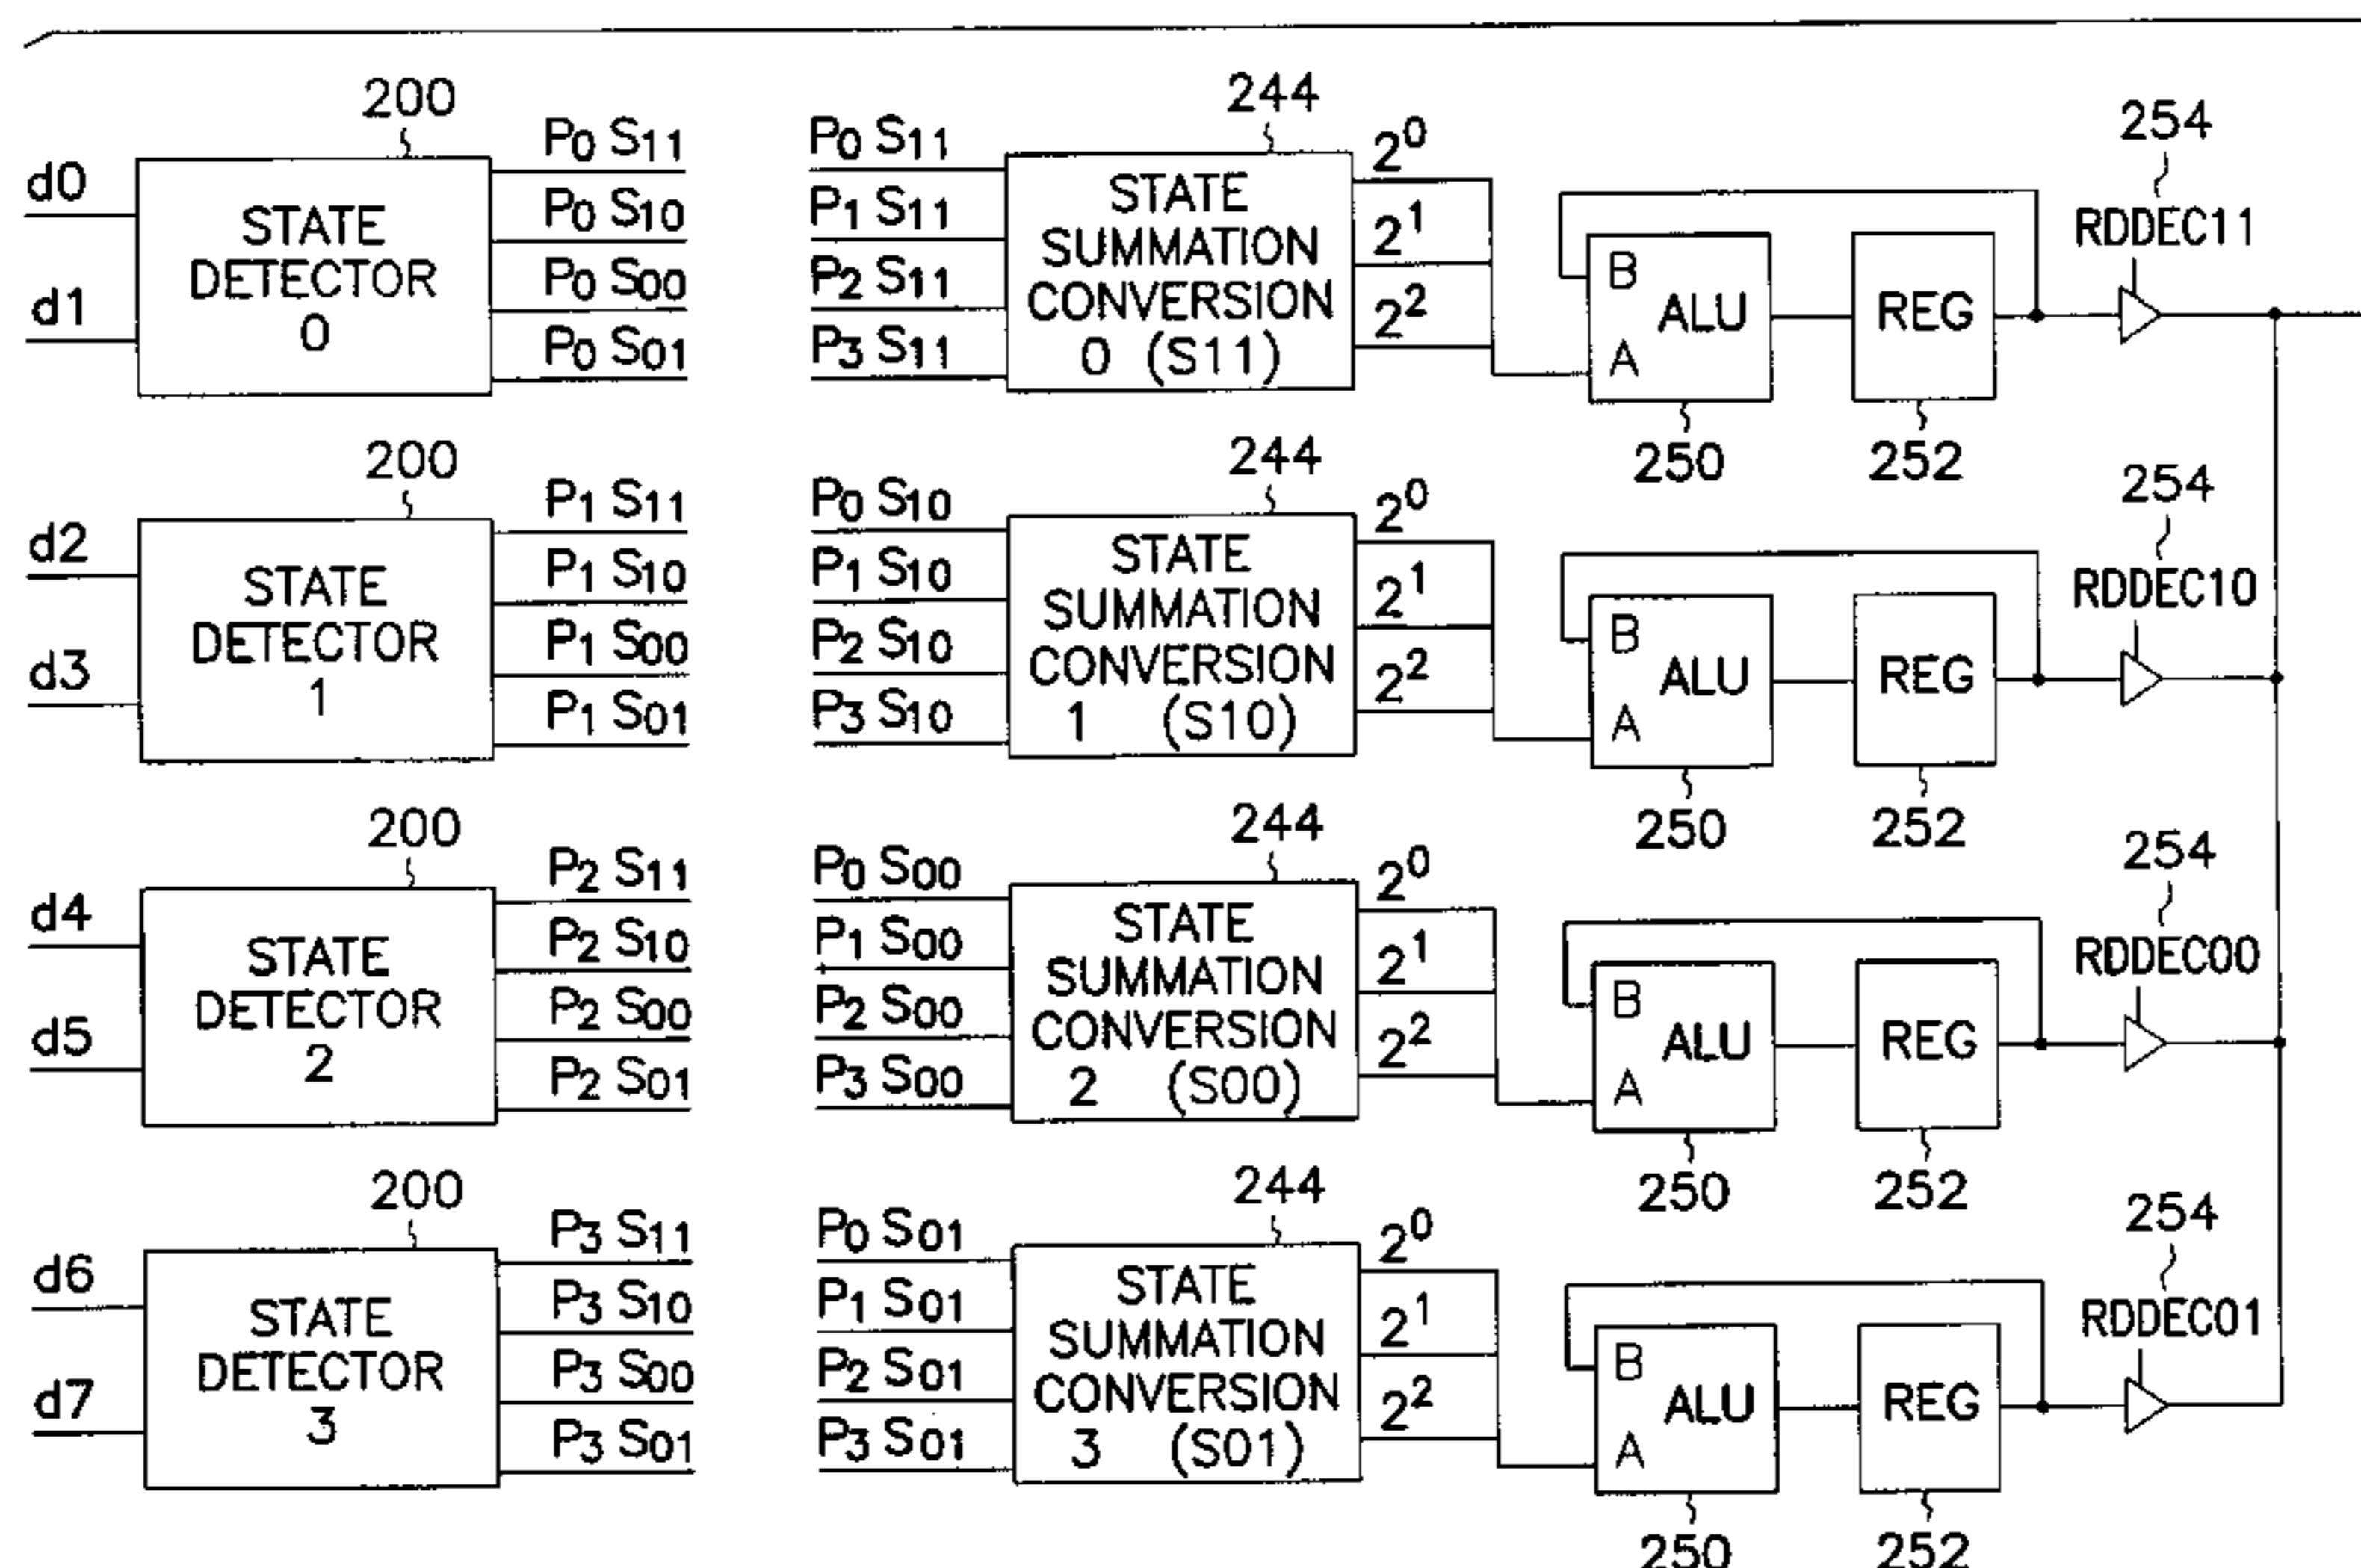 200
d0
d1
STATE
DETECTOR
0
P0 S11
P0 S10
P0 S00
P0 S01
P0 S11
P1 S11
P2 S11
P3 S11
244
STATE
SUMMATION
CONVERSION
0 (S11)
2^0
2^1
2^2
B
A
ALU
250
REG
252
254
RDDEC11
200
d2
d3
STATE
DETECTOR
1
P1 S11
P1 S10
P1 S00
P1 S01
P0 S10
P1 S10
P2 S10
P3 S10
244
STATE
SUMMATION
CONVERSION
1 (S10)
2^0
2^1
2^2
B
A
ALU
250
REG
252
254
RDDEC10
200
d4
d5
STATE
DETECTOR
2
P2 S11
P2 S10
P2 S00
P2 S01
P0 S00
P1 S00
P2 S00
P3 S00
244
STATE
SUMMATION
CONVERSION
2 (S00)
2^0
2^1
2^2
B
A
ALU
250
REG
252
254
RDDEC00
200
d6
d7
STATE
DETECTOR
3
P3 S11
P3 S10
P3 S00
P3 S01
P0 S01
P1 S01
P2 S01
P3 S01
244
STATE
SUMMATION
CONVERSION
3 (S01)
2^0
2^1
2^2
B
A
ALU
250
REG
252
254
RDDEC01